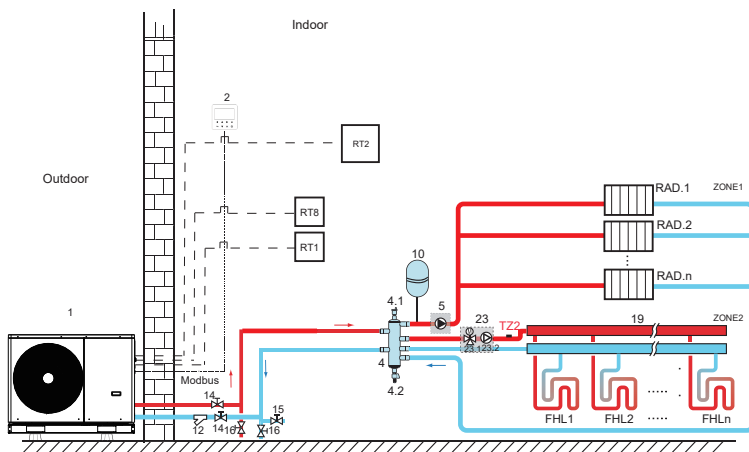 Indoor
2
RT2
Outdoor
RAD.1
ZONE1
RT8
RAD.2
RT1
10
RAD.n
4.1
5
23
1
TZ2
19
ZONE2
23.1
23.2
4
Modbus
14
4.2
15
12
14
16
16
FHL1
FHL2
FHLn